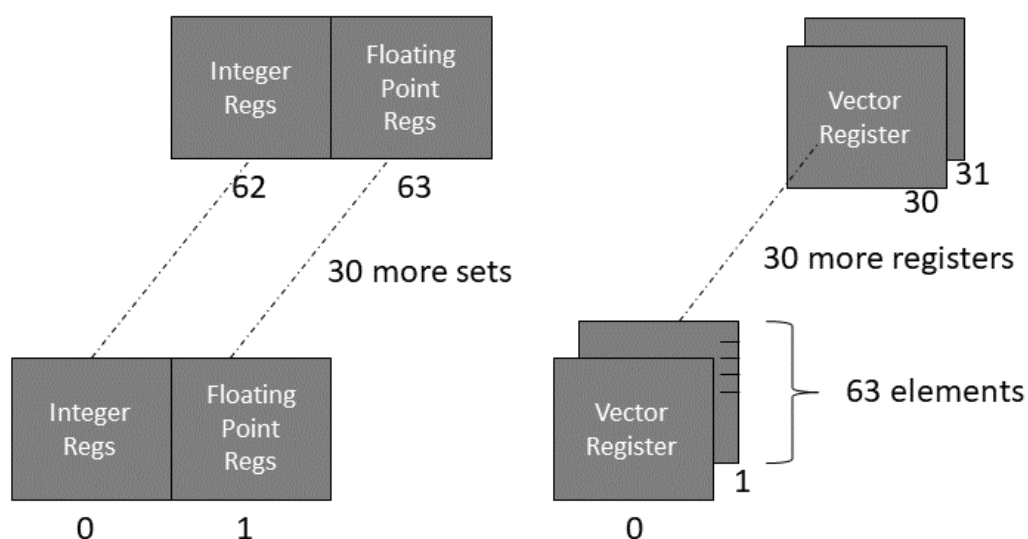 Integer
Regs
Floating
Point
Regs
62
63
30 more sets
Integer
Regs
Floating
Point
Regs
0
1
Vector
Register
31
30
30 more registers
63 elements
Vector
Register
1
0